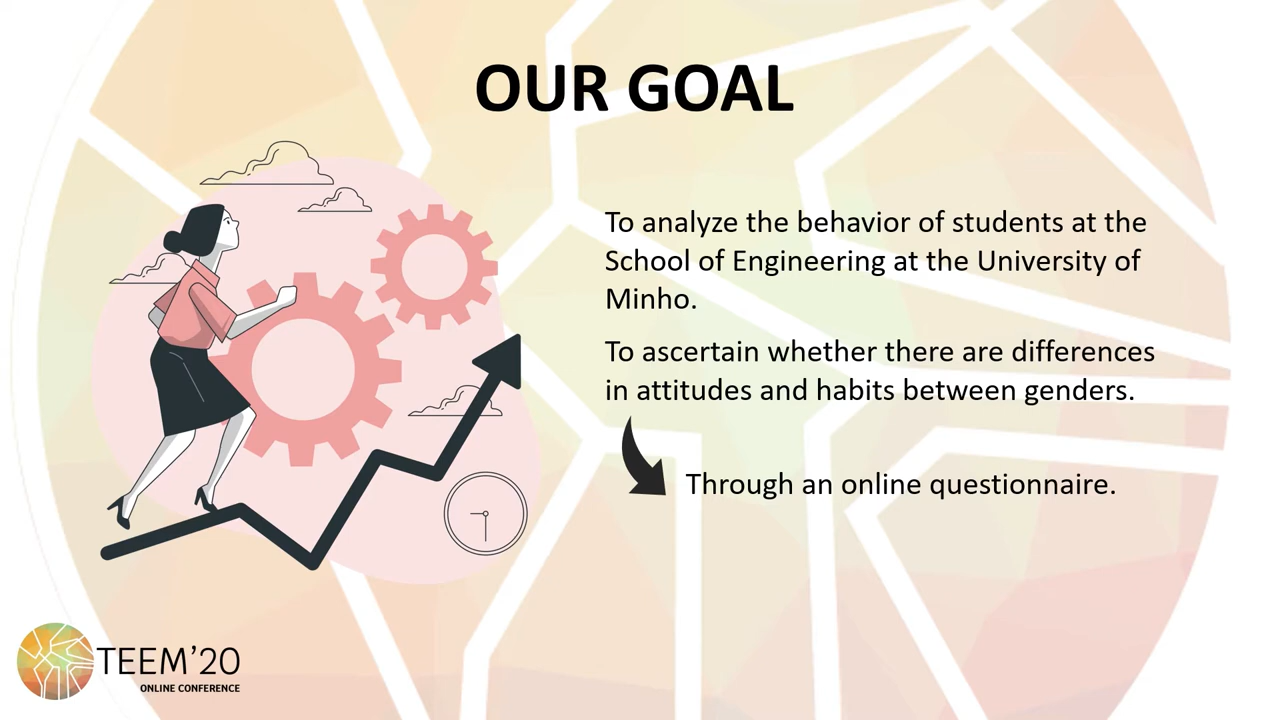 OUR GOAL
To analyze the behavior of students at the
School of Engineering at the University of
Minho.
To ascertain whether there are differences
in attitudes and habits between genders.
Through an online questionnaire.
TEEM’20
ONLINE CONFERENCE